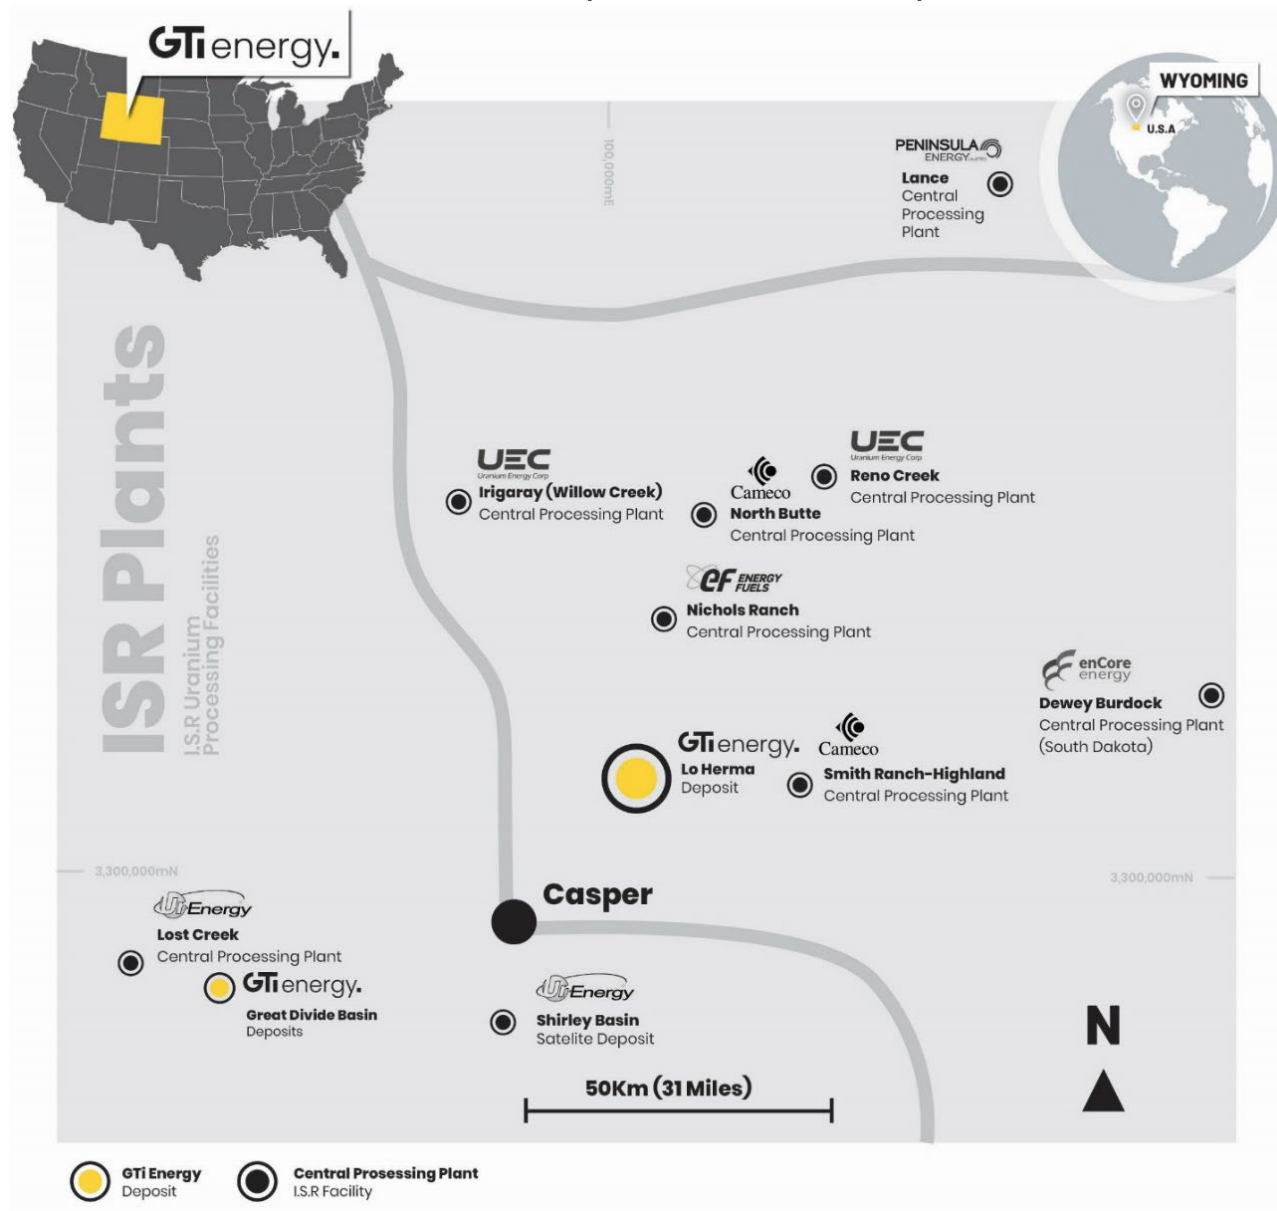 GTi energy.
WYOMING
U.S.A
100,000mE
PENINSULA
ENERGY
Lance
Central
Processing
Plant
ISR Plants
I.S.R Uranium
Processing Facilities
UEC
Uranium Energy Corp
Irigaray (Willow Creek)
Central Processing Plant
Cameco
North Butte
Central Processing Plant
UEC
Uranium Energy Corp
Reno Creek
Central Processing Plant
eF ENERGY
FUELS
Nichols Ranch
Central Processing Plant
enCore
energy
Dewey Burdock
Central Processing Plant
(South Dakota)
GTi energy.
Lo Herma
Deposit
Cameco
Smith Ranch-Highland
Central Processing Plant
3,300,000mN
3,300,000mN
Casper
Ur Energy
Lost Creek
Central Processing Plant
GTi energy.
Great Divide Basin
Deposits
Ur Energy
Shirley Basin
Satelite Deposit
N
50Km (31 Miles)
GTi Energy
Deposit
Central Prosessing Plant
I.S.R Facility